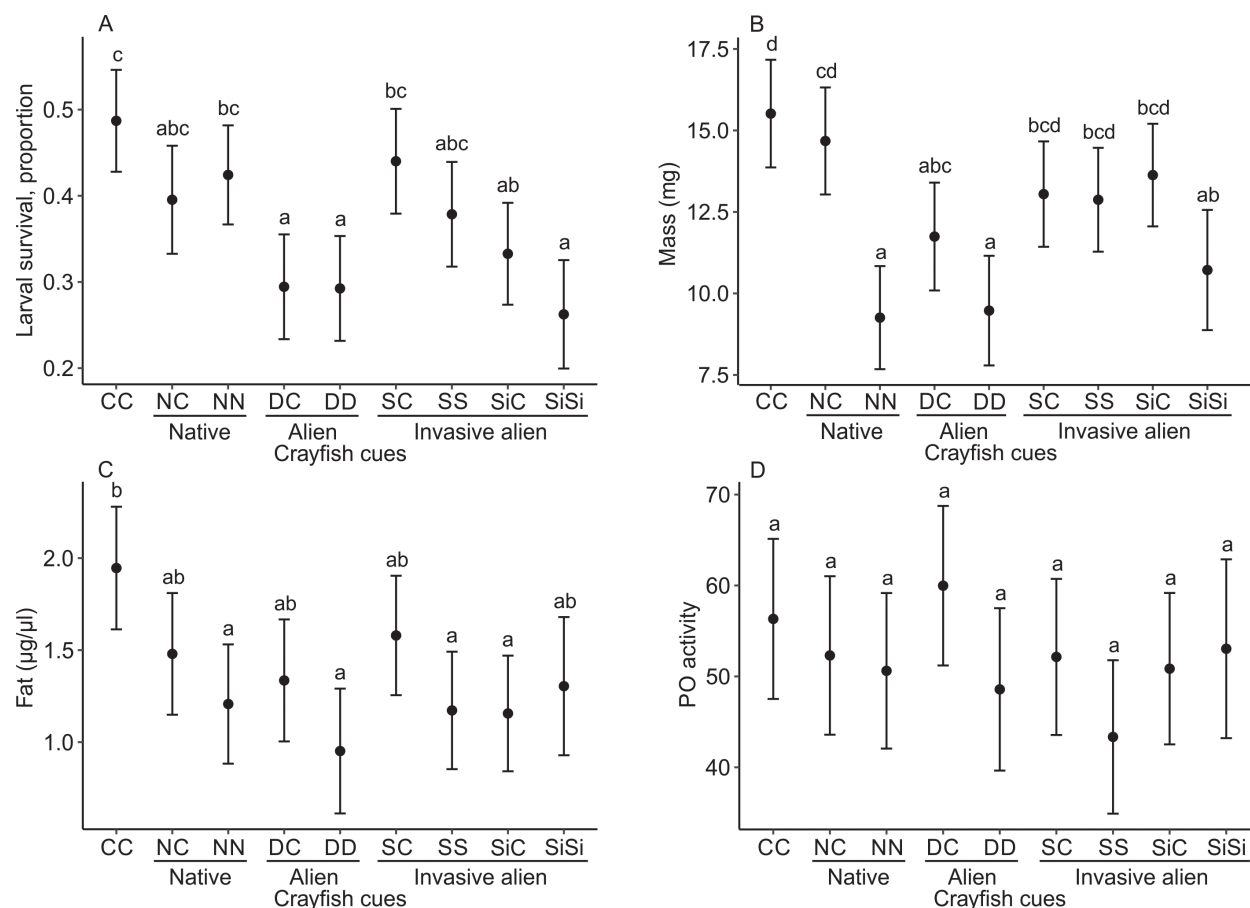 A
Larval survival, proportion
0.5
0.4
0.3
0.2
c
abc
bc
a
a
bc
abc
ab
a
CC NC NN DC DD SC SS SiC SiSi
Native Alien Invasive alien
Crayfish cues
B
Mass (mg)
17.5
15.0
12.5
10.0
7.5
d
cd
a
abc
a
bcd
bcd
bcd
ab
CC NC NN DC DD SC SS SiC SiSi
Native Alien Invasive alien
Crayfish cues
C
Fat (µg/µl)
2.0
1.5
1.0
b
ab
a
ab
a
ab
a
a
ab
CC NC NN DC DD SC SS SiC SiSi
Native Alien Invasive alien
Crayfish cues
D
PO activity
70
60
50
40
a
a
a
a
a
a
a
a
a
CC NC NN DC DD SC SS SiC SiSi
Native Alien Invasive alien
Crayfish cues